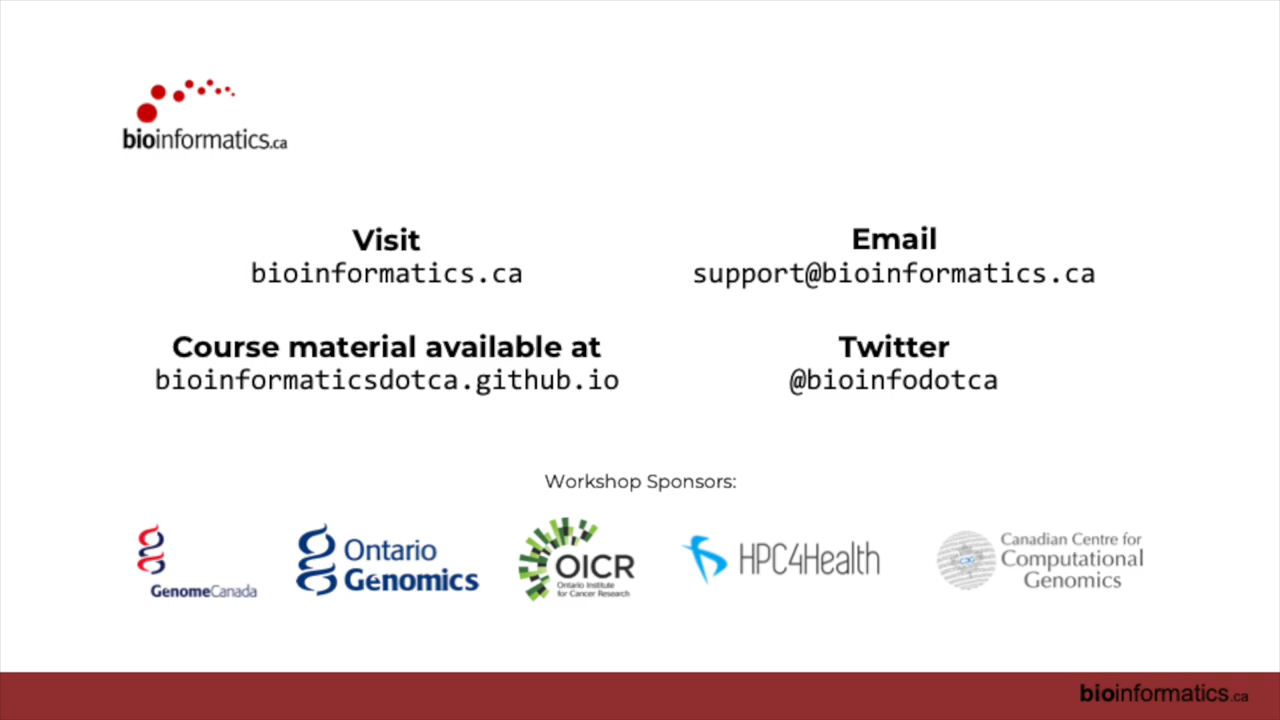 bioinformatics.ca
Visit
bioinformatics.ca
Email
support@bioinformatics.ca
Course material available at
bioinformaticsdotca.github.io
Twitter
@bioinfodotca
Workshop Sponsors:
GenomeCanada
Ontario
Genomics
OICR
Ontario Institute
for Cancer Research
HPC4Health
Canadian Centre for
Computational
Genomics
bioinformatics.ca